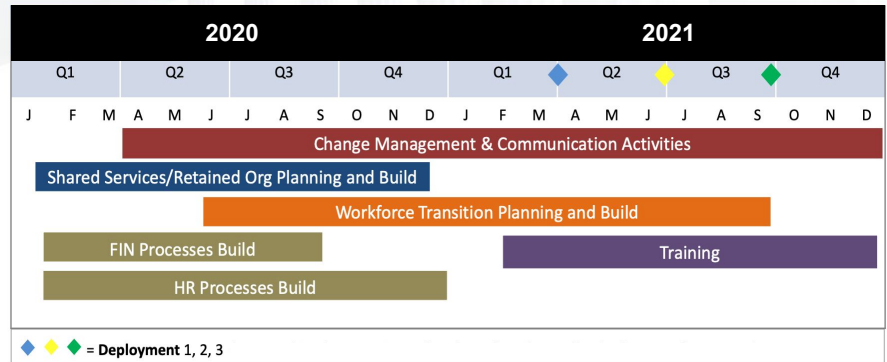 2020 2021
Q1 Q2 Q3 Q4 Q1 Q2 Q3 Q4
J F M A M J J A S O N D J F M A M J J A S O N D
Change Management & Communication Activities
Shared Services/Retained Org Planning and Build
Workforce Transition Planning and Build
FIN Processes Build Training
HR Processes Build
= Deployment 1, 2, 3